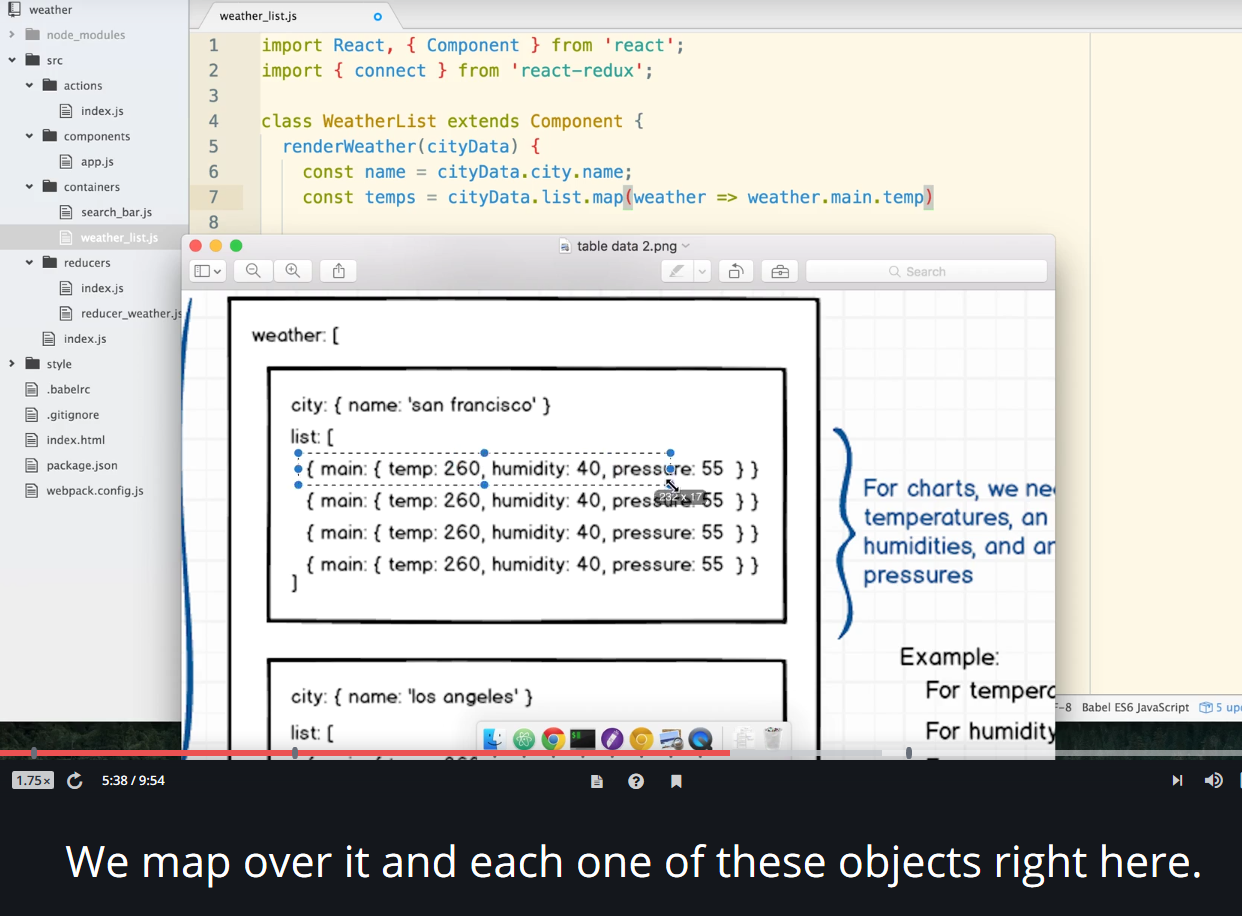 weather
weather_list.js
node_modules
src
actions
index.js
components
app.js
containers
search_bar.js
weather_list.js
reducers
index.js
reducer_weather.js
index.js
style
.babelrc
.gitignore
index.html
package.json
webpack.config.js
1 import React, { Component } from 'react';
2 import { connect } from 'react-redux';
3
4 class WeatherList extends Component {
5 renderWeather(cityData) {
6 const name = cityData.city.name;
7 const temps = cityData.list.map(weather => weather.main.temp)
8
table data 2.png
Search
weather: [
city: { name: 'san francisco' }
list: [
{ main: { temp: 260, humidity: 40, pressure: 55 } }
{ main: { temp: 260, humidity: 40, pressure: 55 } }
232 x 17
{ main: { temp: 260, humidity: 40, pressure: 55 } }
{ main: { temp: 260, humidity: 40, pressure: 55 } }
]
For charts, we nee
temperatures, an
humidities, and ar
pressures
Example:
For tempera
For humidity
city: { name: 'los angeles' }
list: [
F-8 Babel ES6 JavaScript 5 up
1.75x 5:38 / 9:54
We map over it and each one of these objects right here.